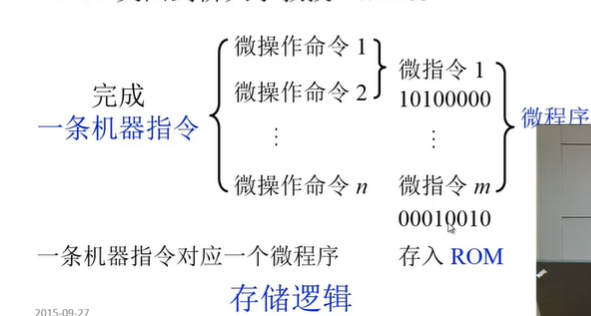 微操作命令 1
微操作命令 2
⋮
微操作命令 n
完成
一条机器指令
微指令 1
10100000
⋮
微指令 m
00010010
微程序
一条机器指令对应一个微程序
存入 ROM
存储逻辑
2015-09-27